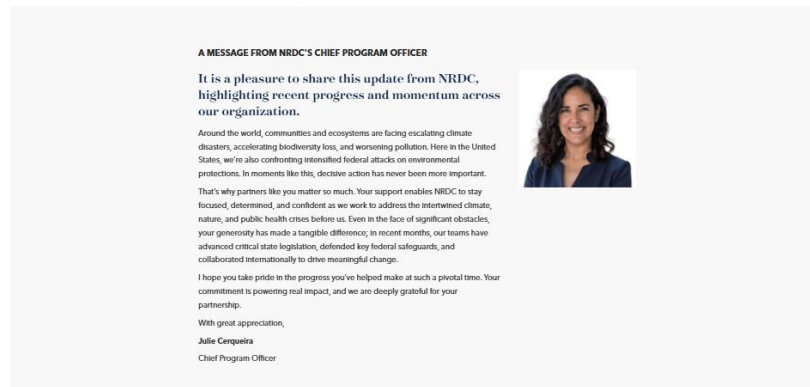 A MESSAGE FROM NRDC'S CHIEF PROGRAM OFFICER
It is a pleasure to share this update from NRDC,
highlighting recent progress and momentum across
our organization.
Around the world, communities and ecosystems are facing escalating climate
disasters, accelerating biodiversity loss, and worsening pollution. Here in the United
States, we're also confronting intensified federal attacks on environmental
protections. In moments like this, decisive action has never been more important.
That's why partners like you matter so much. Your support enables NRDC to stay
focused, determined, and confident as we work to address the intertwined climate,
nature, and public health crises before us. Even in the face of significant obstacles,
your generosity has made a tangible difference; in recent months, our teams have
advanced critical state legislation, defended key federal safeguards, and
collaborated internationally to drive meaningful change.
I hope you take pride in the progress you've helped make at such a pivotal time. Your
commitment is powering real impact, and we are deeply grateful for your
partnership.
With great appreciation,
Julie Cerqueira
Chief Program Officer